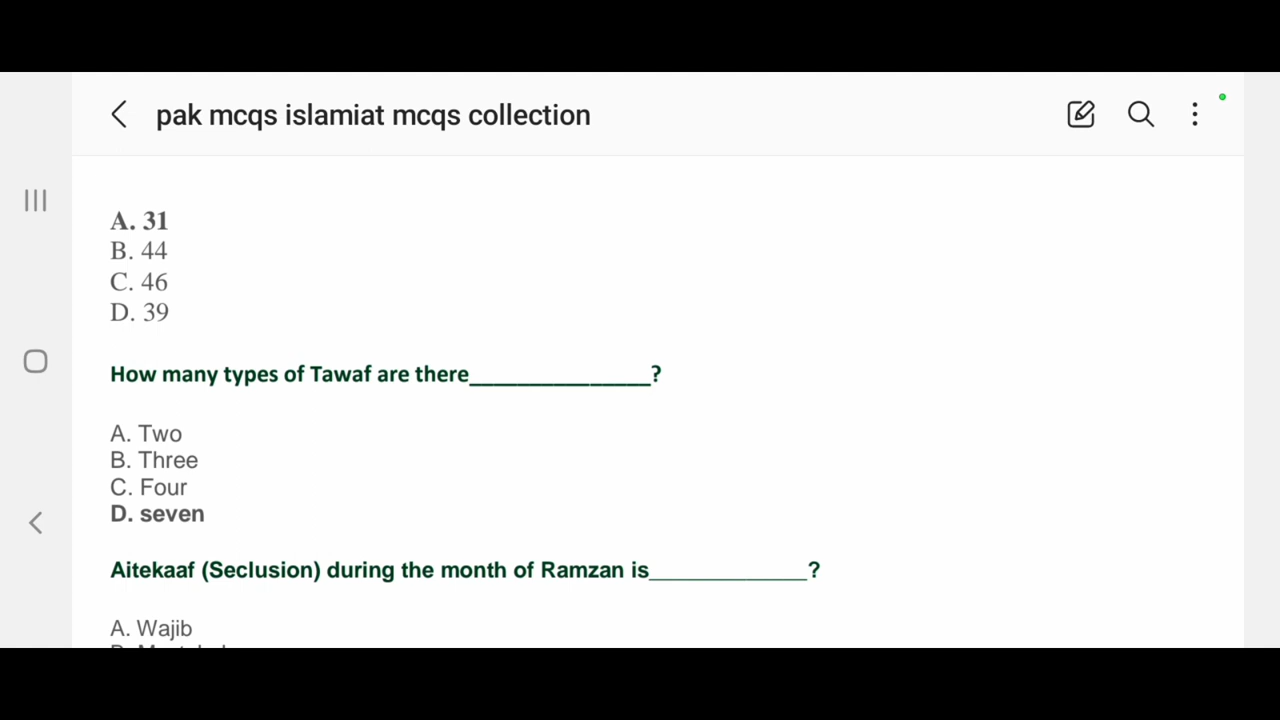 pak mcqs islamiat mcqs collection
A. 31
B. 44
C. 46
D. 39
How many types of Tawaf are there_______________?
A. Two
B. Three
C. Four
D. seven
Aitekaaf (Seclusion) during the month of Ramzan is_____________?
A. Wajib